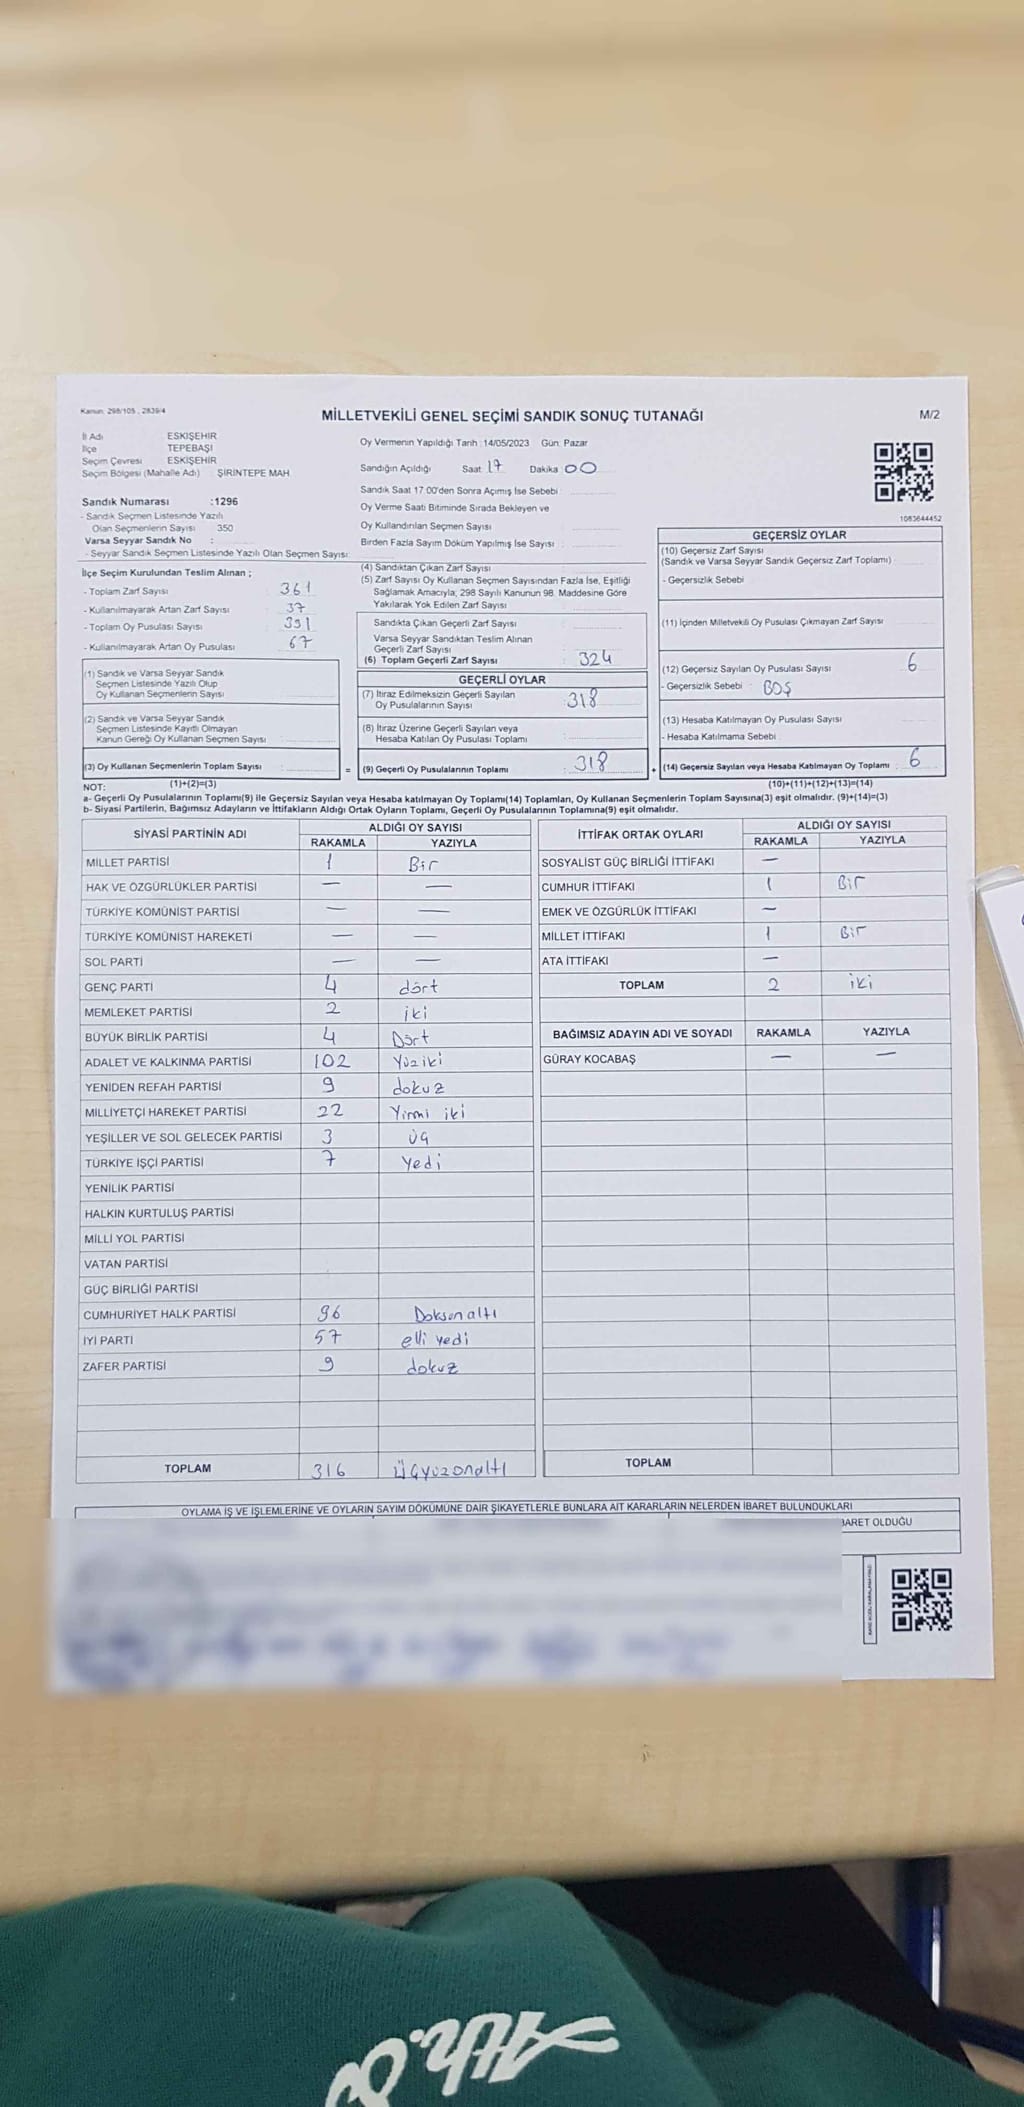 Kanun: 298/105 , 2839/4
MİLLETVEKİLİ GENEL SEÇİMİ SANDIK SONUÇ TUTANAĞI
M/2
İl Adı ESKİŞEHİR
İlçe TEPEBAŞI
Seçim Çevresi ESKİŞEHİR
Seçim Bölgesi (Mahalle Adı) ŞİRİNTEPE MAH.
Sandık Numarası :1296
- Sandık Seçmen Listesinde Yazılı
Olan Seçmenlerin Sayısı 350
Varsa Seyyar Sandık No :
- Seyyar Sandık Seçmen Listesinde Yazılı Olan Seçmen Sayısı:
Oy Vermenin Yapıldığı Tarih :14/05/2023 Gün: Pazar
Sandığın Açıldığı Saat: 17 Dakika: 00
Sandık Saat 17:00'den Sonra Açımış İse Sebebi :
Oy Verme Saati Bitiminde Sırada Bekleyen ve
Oy Kullandırılan Seçmen Sayısı :
Birden Fazla Sayım Döküm Yapılmış İse Sayısı :
1083644452
İlçe Seçim Kurulundan Teslim Alınan ;
- Toplam Zarf Sayısı : 361
- Kullanılmayarak Artan Zarf Sayısı : 37
- Toplam Oy Pusulası Sayısı : 391
- Kullanılmayarak Artan Oy Pusulası : 67
(1) Sandık ve Varsa Seyyar Sandık
Seçmen Listesinde Yazılı Olup
Oy Kullanan Seçmenlerin Sayısı :
(2) Sandık ve Varsa Seyyar Sandık
Seçmen Listesinde Kayıtlı Olmayan
Kanun Gereği Oy Kullanan Seçmen Sayısı :
(3) Oy Kullanan Seçmenlerin Toplam Sayısı :
(1)+(2)=(3)
(4) Sandıktan Çıkan Zarf Sayısı :
(5) Zarf Sayısı Oy Kullanan Seçmen Sayısından Fazla İse, Eşitliği
Sağlamak Amacıyla; 298 Sayılı Kanunun 98. Maddesine Göre
Yakılarak Yok Edilen Zarf Sayısı :
Sandıkta Çıkan Geçerli Zarf Sayısı :
Varsa Seyyar Sandıktan Teslim Alınan
Geçerli Zarf Sayısı :
(6) Toplam Geçerli Zarf Sayısı : 324
GEÇERLİ OYLAR
(7) İtiraz Edilmeksizin Geçerli Sayılan
Oy Pusulalarının Sayısı : 318
(8) İtiraz Üzerine Geçerli Sayılan veya
Hesaba Katılan Oy Pusulası Toplamı :
= (9) Geçerli Oy Pusulalarının Toplamı : 318
GEÇERSİZ OYLAR
(10) Geçersiz Zarf Sayısı
(Sandık ve Varsa Seyyar Sandık Geçersiz Zarf Toplamı) :
- Geçersizlik Sebebi :
(11) İçinden Milletvekili Oy Pusulası Çıkmayan Zarf Sayısı :
(12) Geçersiz Sayılan Oy Pusulası Sayısı : 6
- Geçersizlik Sebebi : BOŞ
(13) Hesaba Katılmayan Oy Pusulası Sayısı :
- Hesaba Katılmama Sebebi :
+ (14) Geçersiz Sayılan veya Hesaba Katılmayan Oy Toplamı : 6
(10)+(11)+(12)+(13)=(14)
NOT:
a- Geçerli Oy Pusulalarının Toplamı(9) ile Geçersiz Sayılan veya Hesaba katılmayan Oy Toplamı(14) Toplamları, Oy Kullanan Seçmenlerin Toplam Sayısına(3) eşit olmalıdır. (9)+(14)=(3)
b- Siyasi Partilerin, Bağımsız Adayların ve İttifakların Aldığı Ortak Oyların Toplamı, Geçerli Oy Pusulalarının Toplamına(9) eşit olmalıdır.
SİYASİ PARTİNİN ADI ALDIĞI OY SAYISI
RAKAMLA YAZIYLA
MİLLET PARTİSİ 1 Bir
HAK VE ÖZGÜRLÜKLER PARTİSİ — —
TÜRKİYE KOMÜNİST PARTİSİ — —
TÜRKİYE KOMÜNİST HAREKETİ — —
SOL PARTİ — —
GENÇ PARTİ 4 dört
MEMLEKET PARTİSİ 2 iki
BÜYÜK BİRLİK PARTİSİ 4 Dört
ADALET VE KALKINMA PARTİSİ 102 Yüziki
YENİDEN REFAH PARTİSİ 9 dokuz
MİLLİYETÇİ HAREKET PARTİSİ 22 Yirmi iki
YEŞİLLER VE SOL GELECEK PARTİSİ 3 üç
TÜRKİYE İŞÇİ PARTİSİ 7 Yedi
YENİLİK PARTİSİ
HALKIN KURTULUŞ PARTİSİ
MİLLİ YOL PARTİSİ
VATAN PARTİSİ
GÜÇ BİRLİĞİ PARTİSİ
CUMHURİYET HALK PARTİSİ 96 Doksan altı
İYİ PARTİ 57 elli yedi
ZAFER PARTİSİ 9 dokuz
TOPLAM 316 Üçyüzonaltı
İTTİFAK ORTAK OYLARI ALDIĞI OY SAYISI
RAKAMLA YAZIYLA
SOSYALİST GÜÇ BİRLİĞİ İTTİFAKI —
CUMHUR İTTİFAKI 1 Bir
EMEK VE ÖZGÜRLÜK İTTİFAKI —
MİLLET İTTİFAKI 1 Bir
ATA İTTİFAKI —
TOPLAM 2 iki
BAĞIMSIZ ADAYIN ADI VE SOYADI RAKAMLA YAZIYLA
GÜRAY KOCABAŞ — —
TOPLAM
OYLAMA İŞ VE İŞLEMLERİNE VE OYLARIN SAYIM DÖKÜMÜNE DAİR ŞİKAYETLERLE BUNLARA AİT KARARLARIN NELERDEN İBARET BULUNDUKLARI
BARET OLDUĞU